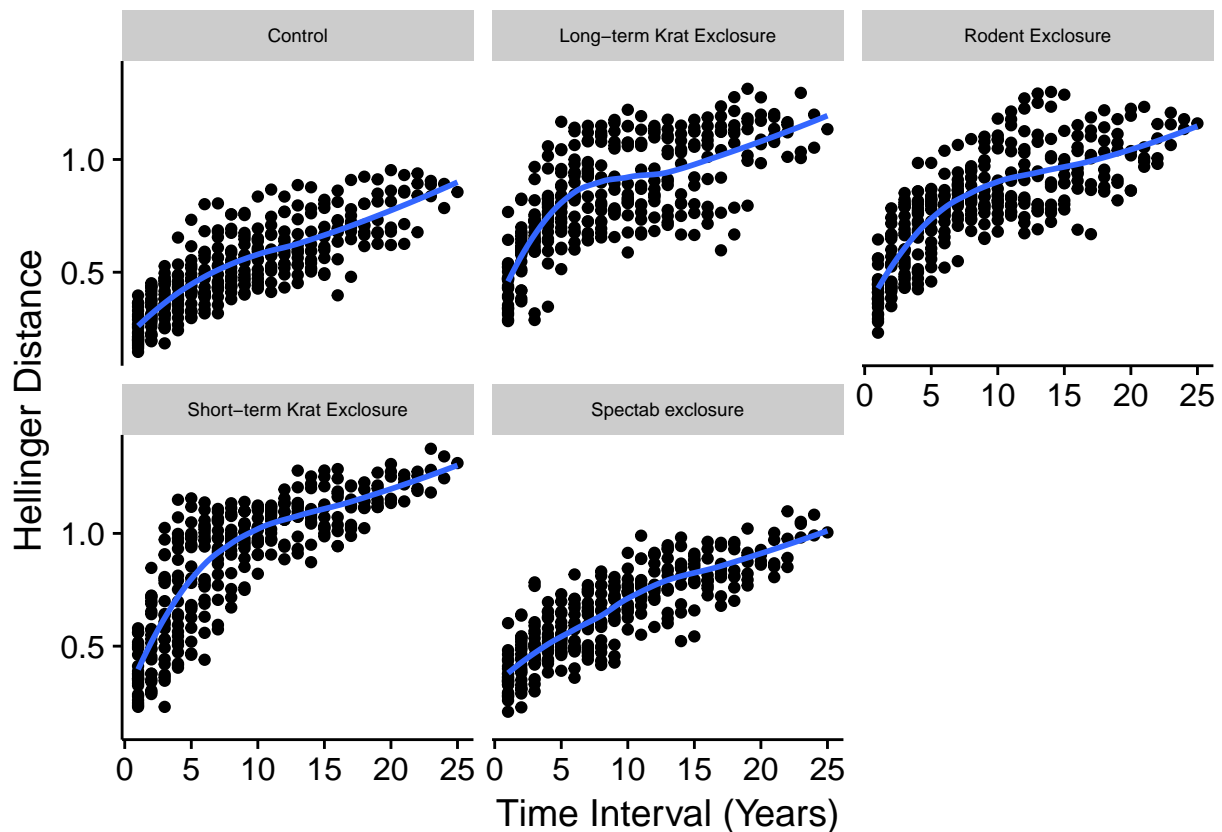 Control
Long−term Krat Exclosure
Rodent Exclosure
1.0
0.5
0 5 10 15 20 25
Short−term Krat Exclosure
Spectab exclosure
1.0
0.5
0 5 10 15 20 25
0 5 10 15 20 25
Hellinger Distance
Time Interval (Years)